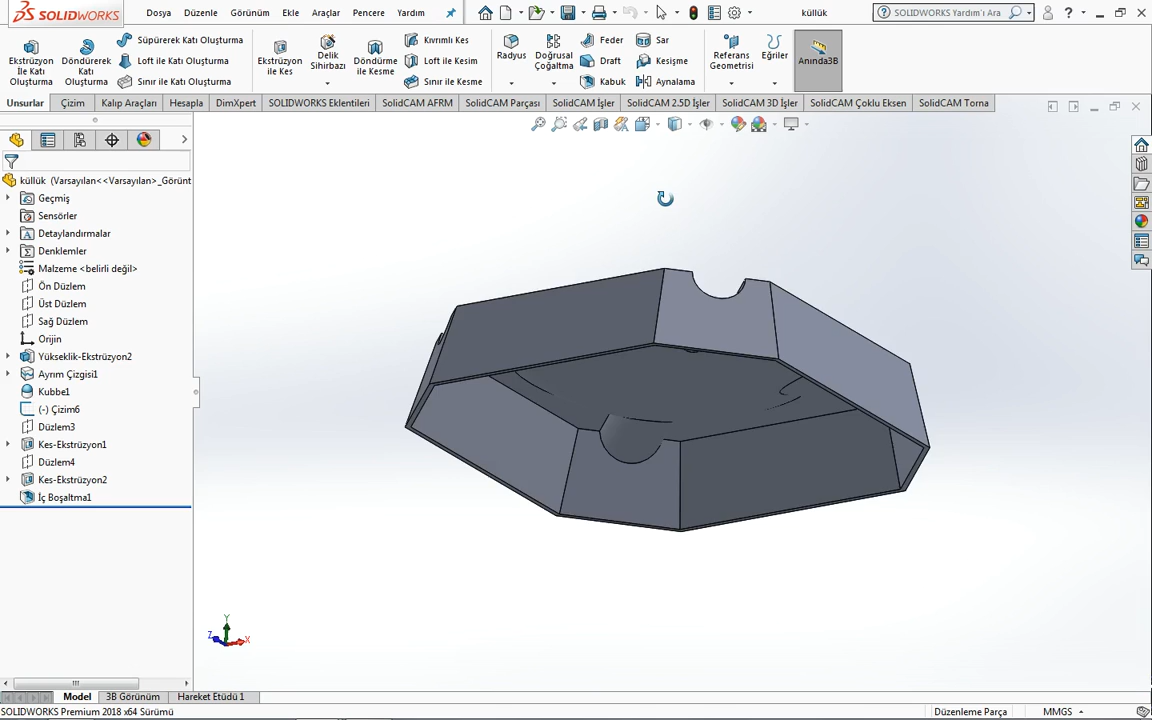 SOLIDWORKS
Dosya Düzenle Görünüm Ekle Araçlar Pencere Yardım
küllük
SOLIDWORKS Yardım'ı Ara
Ekstrüzyon İle Katı Oluşturma
Döndürerek Katı Oluşturma
Süpürerek Katı Oluşturma
Loft ile Katı Oluşturma
Sınır ile Katı Oluşturma
Ekstrüzyon ile Kes
Delik Sihirbazı
Döndürme ile Kesme
Kıvrımlı Kes
Loft ile Kesim
Sınır ile Kesme
Radyus
Doğrusal Çoğaltma
Feder
Draft
Kabuk
Sar
Kesişme
Aynalama
Referans Geometrisi
Eğriler
Anında3B
Unsurlar Çizim Kalıp Araçları Hesapla DimXpert SOLIDWORKS Eklentileri SolidCAM AFRM SolidCAM Parçası SolidCAM İşler SolidCAM 2.5D İşler SolidCAM 3D İşler SolidCAM Çoklu Eksen SolidCAM Torna
küllük (Varsayılan<<Varsayılan>_Görünt
Geçmiş
Sensörler
Detaylandırmalar
Denklemler
Malzeme <belirli değil>
Ön Düzlem
Üst Düzlem
Sağ Düzlem
Orijin
Yükseklik-Ekstrüzyon2
Ayrım Çizgisi1
Kubbe1
(-) Çizim6
Düzlem3
Kes-Ekstrüzyon1
Düzlem4
Kes-Ekstrüzyon2
İç Boşaltma1
Y
Z X
Model 3B Görünüm Hareket Etüdü 1
SOLIDWORKS Premium 2018 x64 Sürümü Düzenleme Parça MMGS